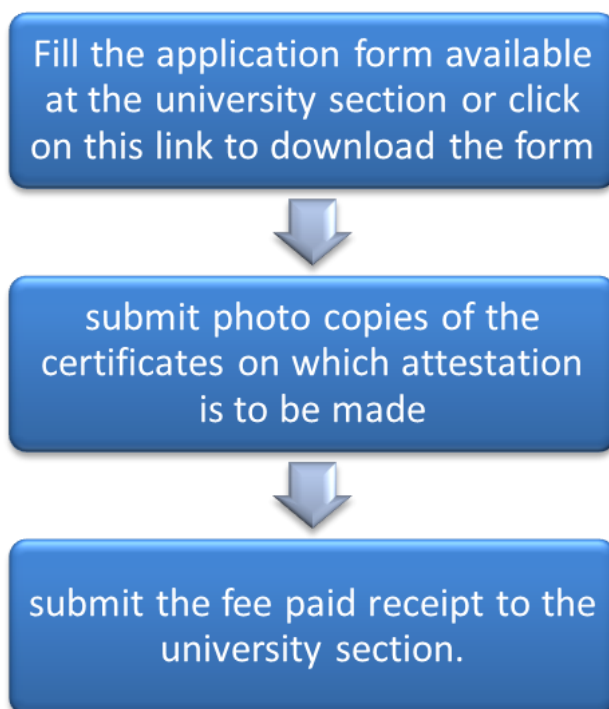 Fill the application form available
at the university section or click
on this link to download the form
submit photo copies of the
certificates on which attestation
is to be made
submit the fee paid receipt to the
university section.